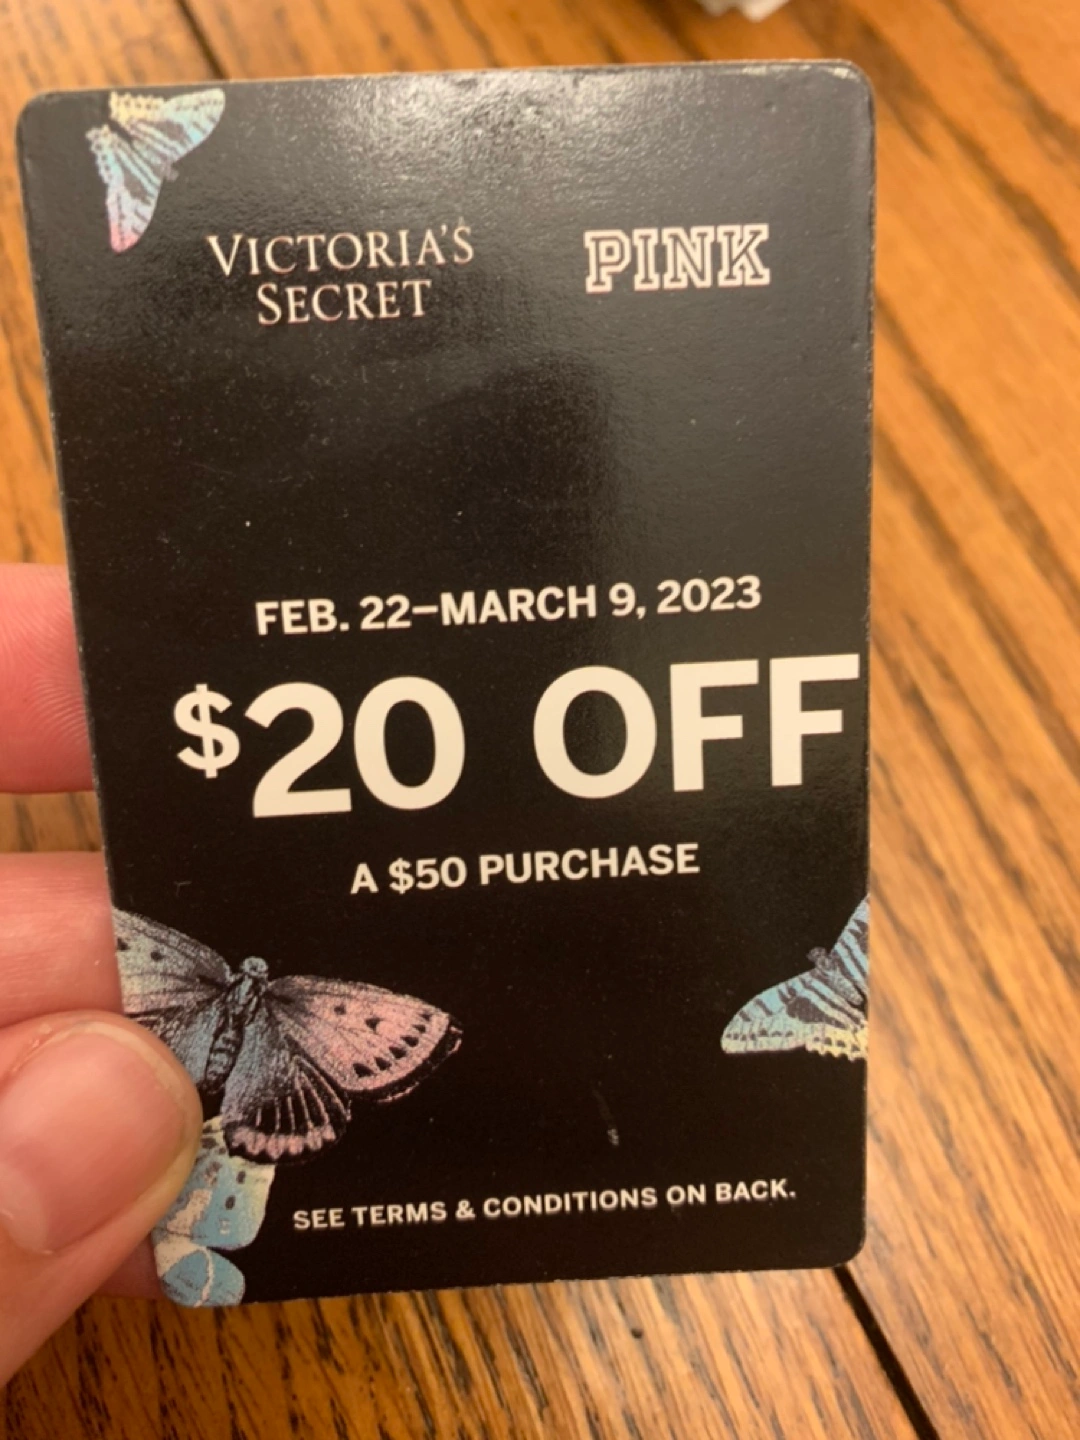 VICTORIA'S
SECRET
PINK
FEB. 22–MARCH 9, 2023
$20 OFF
A $50 PURCHASE
SEE TERMS & CONDITIONS ON BACK.